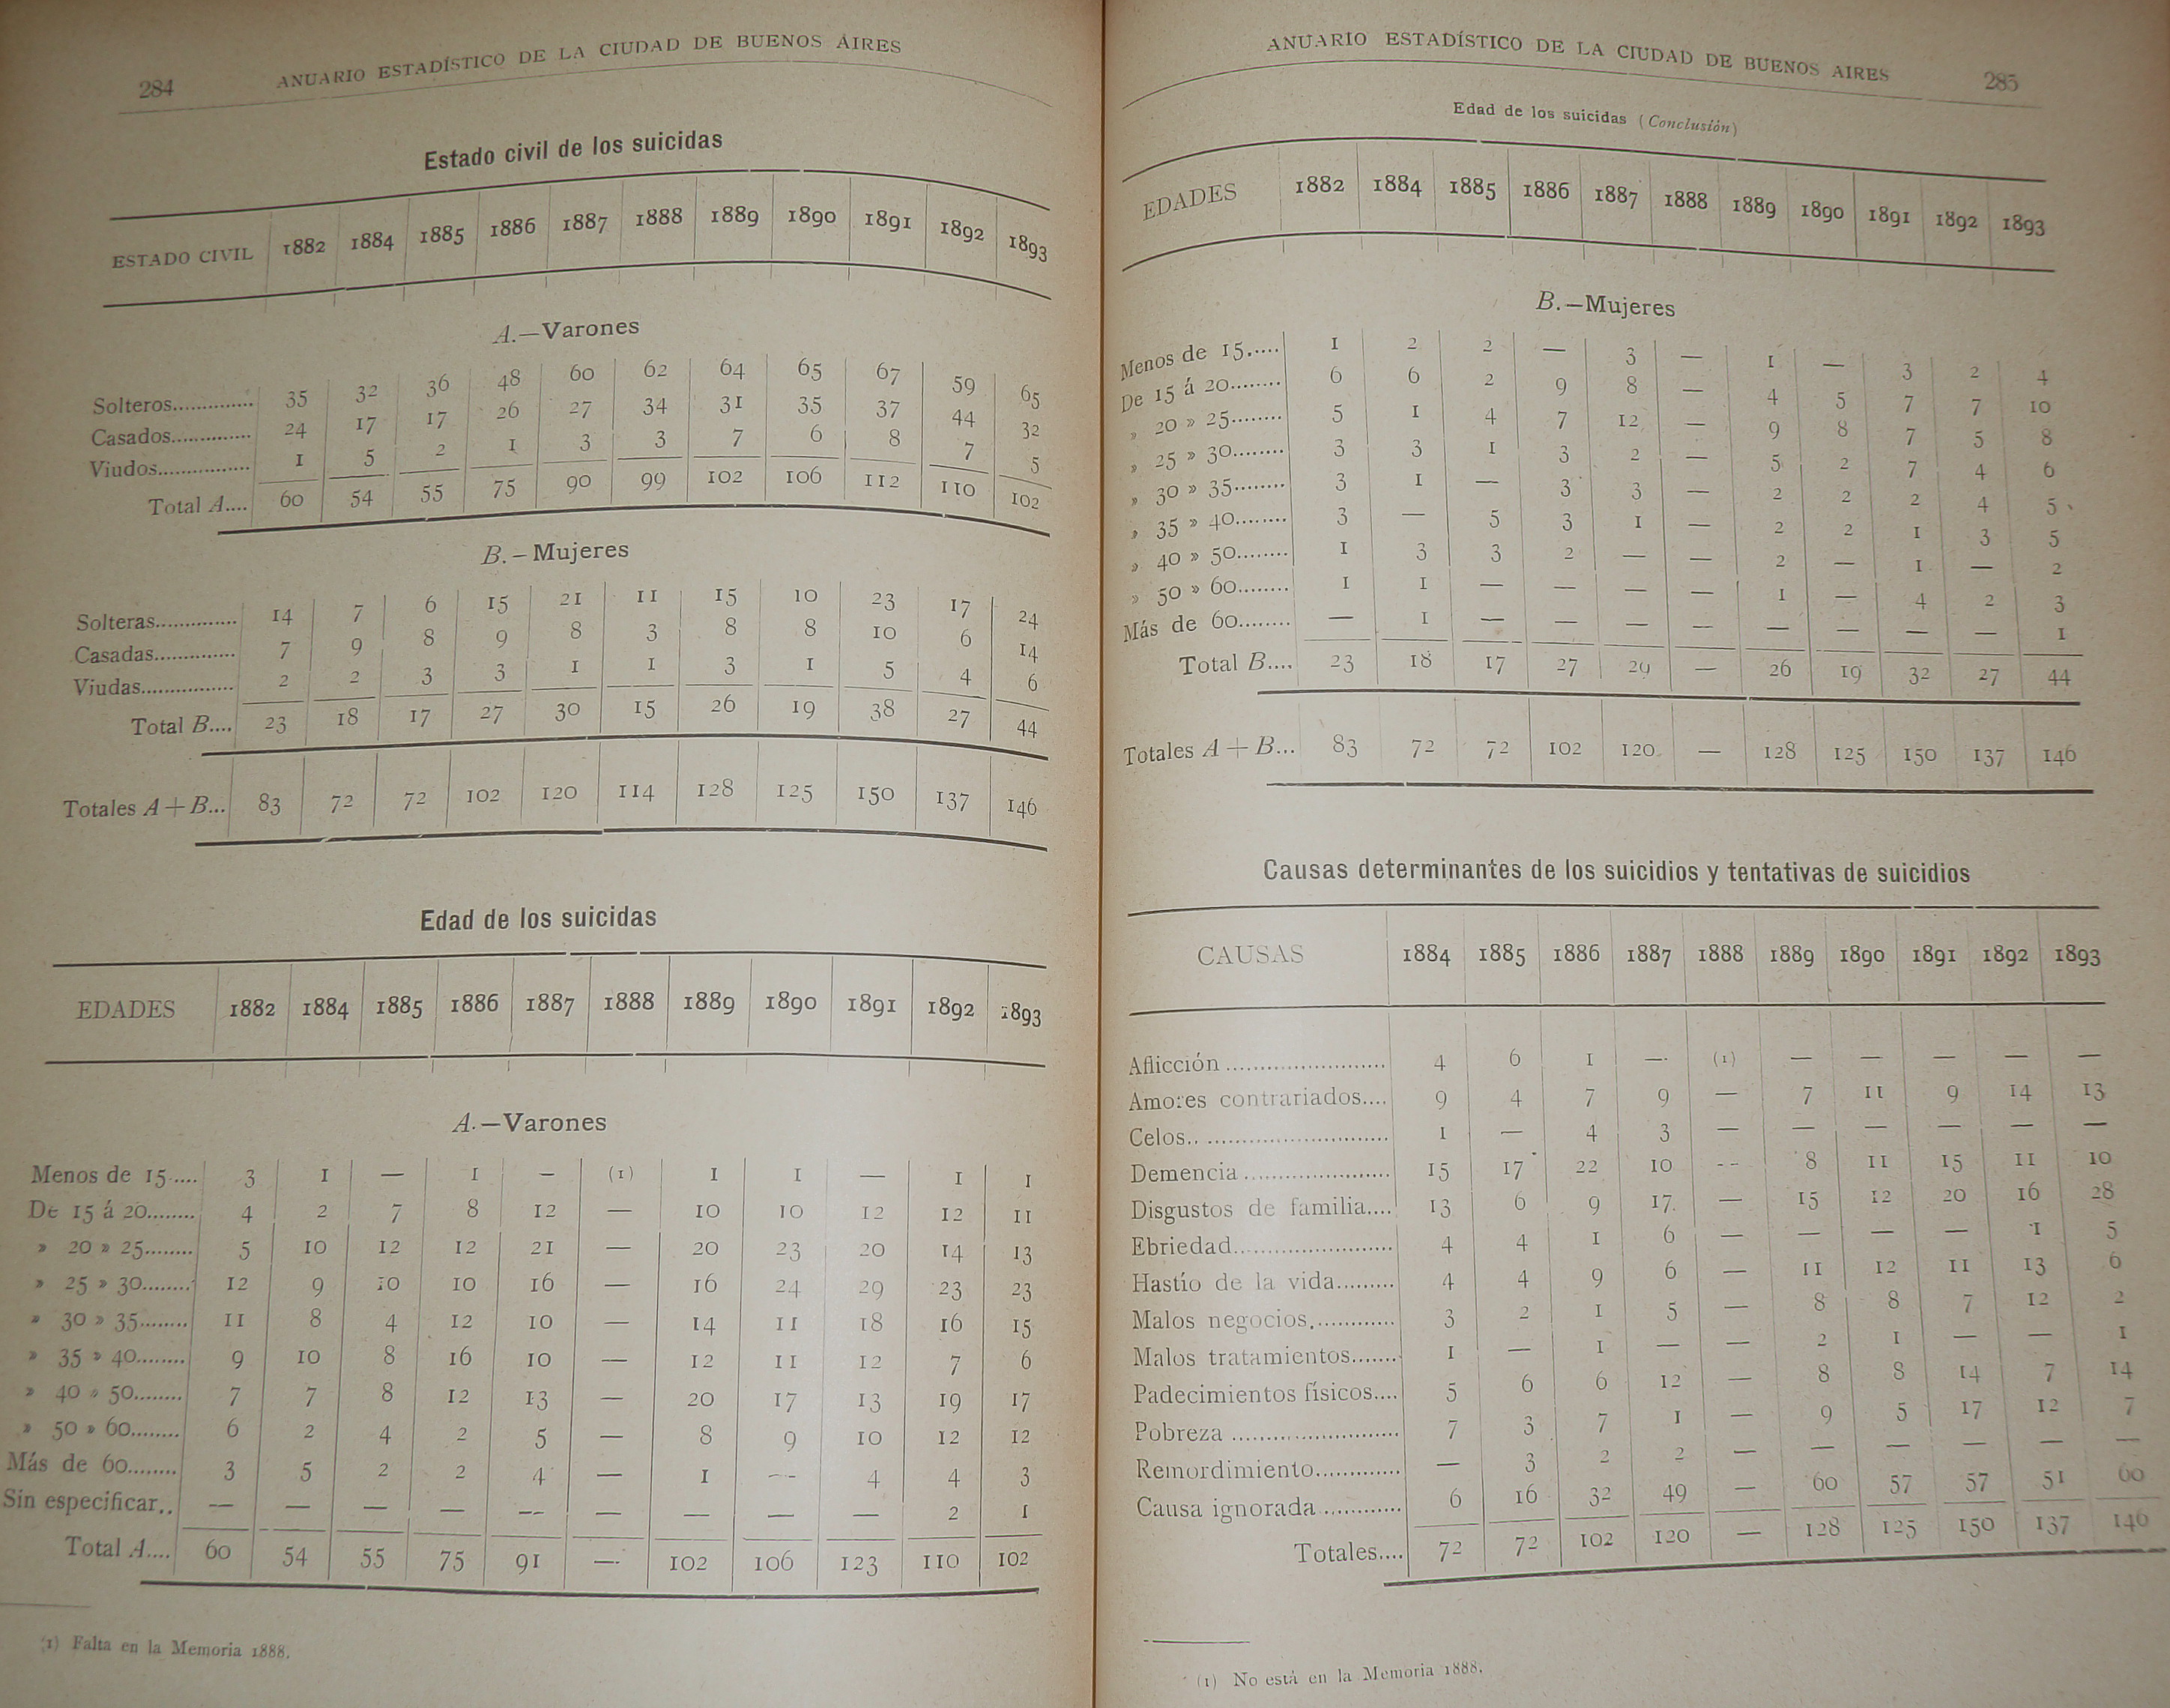 284 ANUARIO ESTADÍSTICO DE LA CIUDAD DE BUENOS AIRES
Estado civil de los suicidas
ESTADO CIVIL 1882 1884 1885 1886 1887 1888 1889 1890 1891 1892 1893
A.—Varones
Solteros.............. 35 32 36 48 60 62 64 65 67 59 65
Casados.............. 24 17 17 26 27 34 31 35 37 44 32
Viudos................ 1 5 2 1 3 3 7 6 8 7 5
Total A.... 60 54 55 75 90 99 102 106 112 110 102
B.—Mujeres
Solteras.............. 14 7 6 15 21 11 15 10 23 17 24
Casadas.............. 7 9 8 9 8 3 8 8 10 6 14
Viudas................ 2 2 3 3 1 1 3 1 5 4 6
Total B.... 23 18 17 27 30 15 26 19 38 27 44
Totales A+B... 83 72 72 102 120 114 128 125 150 137 146
Edad de los suicidas
EDADES 1882 1884 1885 1886 1887 1888 1889 1890 1891 1892 1893
A.—Varones
Menos de 15..... 3 1 — 1 — (1) 1 1 — 1 1
De 15 á 20........ 4 2 7 8 12 — 10 10 12 12 11
» 20 » 25........ 5 10 12 12 21 — 20 23 20 14 13
» 25 » 30........ 12 9 10 10 16 — 16 24 29 23 23
» 30 » 35........ 11 8 4 12 10 — 14 11 18 16 15
» 35 » 40........ 9 10 8 16 10 — 12 11 12 7 6
» 40 » 50........ 7 7 8 12 13 — 20 17 13 19 17
» 50 » 60........ 6 2 4 2 5 — 8 9 10 12 12
Más de 60........ 3 5 2 2 4 — 1 — 4 4 3
Sin especificar.. — — — — — — — — — 2 1
Total A.... 60 54 55 75 91 — 102 106 123 110 102
(1) Falta en la Memoria 1888.
ANUARIO ESTADÍSTICO DE LA CIUDAD DE BUENOS AIRES 285
Edad de los suicidas (Conclusión)
EDADES 1882 1884 1885 1886 1887 1888 1889 1890 1891 1892 1893
B.—Mujeres
Menos de 15..... 1 2 2 — 3 — 1 — 3 2 4
De 15 á 20........ 6 6 2 9 8 — 4 5 7 7 10
» 20 » 25........ 5 1 4 7 12 — 9 8 7 5 8
» 25 » 30........ 3 3 1 3 2 — 5 2 7 4 6
» 30 » 35........ 3 1 — 3 3 — 2 2 2 4 5
» 35 » 40........ 3 — 5 3 1 — 2 2 1 3 5
» 40 » 50........ 1 3 3 2 — — 2 — 1 — 2
» 50 » 60........ 1 1 — — — — 1 — 4 2 3
Más de 60........ — 1 — — — — — — — — 1
Total B.... 23 18 17 27 29 — 26 19 32 27 44
Totales A+B... 83 72 72 102 120 — 128 125 150 137 146
Causas determinantes de los suicidios y tentativas de suicidios
CAUSAS 1884 1885 1886 1887 1888 1889 1890 1891 1892 1893
Aflicción ........................ 4 6 1 — (1) — — — — —
Amores contrariados.... 9 4 7 9 — 7 11 9 14 13
Celos.. .......................... 1 — 4 3 — — — — — —
Demencia ...................... 15 17 22 10 — 8 11 15 11 10
Disgustos de familia.... 13 6 9 17 — 15 12 20 16 28
Ebriedad........................ 4 4 1 6 — — — — 1 5
Hastío de la vida......... 4 4 9 6 — 11 12 11 13 6
Malos negocios............. 3 2 1 5 — 8 8 7 12 2
Malos tratamientos....... 1 — 1 — — 2 1 — — 1
Padecimientos físicos.... 5 6 6 12 — 8 8 14 7 14
Pobreza ........................ 7 3 7 1 — 9 5 17 12 7
Remordimiento............. — 3 2 2 — — — — — —
Causa ignorada ............ 6 16 32 49 — 60 57 57 51 60
Totales.... 72 72 102 120 — 128 125 150 137 146
(1) No está en la Memoria 1888.